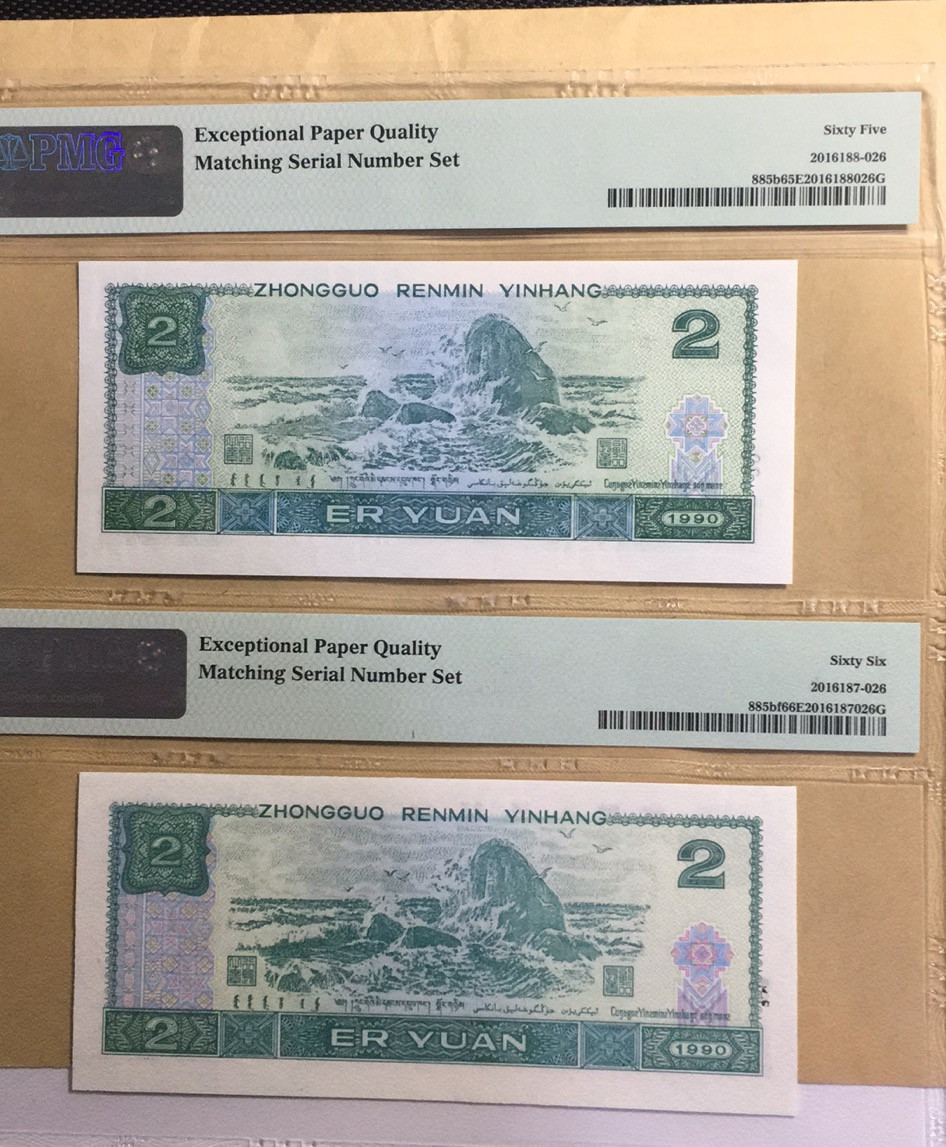 PMG
Exceptional Paper Quality
Matching Serial Number Set
Sixty Five
2016188-026
885b65E2016188026G
ZHONGGUO RENMIN YINHANG
2
2
2
ER YUAN
1990
PMG
Exceptional Paper Quality
Matching Serial Number Set
Sixty Six
2016187-026
885bf66E2016187026G
ZHONGGUO RENMIN YINHANG
2
2
2
ER YUAN
1990